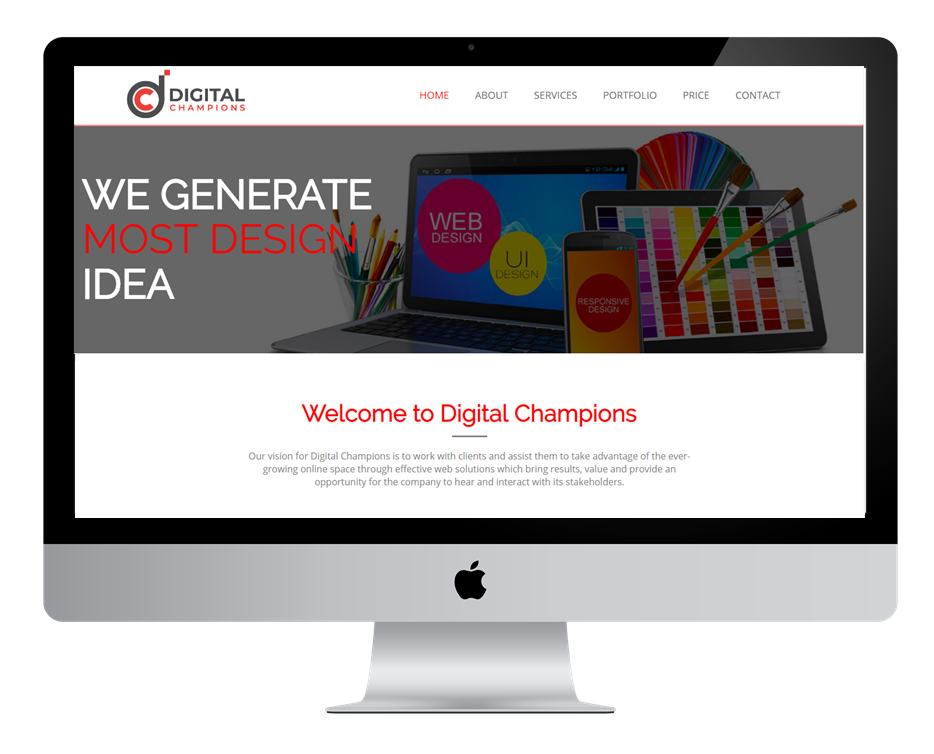 DIGITAL
CHAMPIONS
HOME ABOUT SERVICES PORTFOLIO PRICE CONTACT
WE GENERATE
MOST DESIGN
IDEA
WEB
DESIGN
UI
DESIGN
RESPONSIVE
DESIGN
Welcome to Digital Champions
Our vision for Digital Champions is to work with clients and assist them to take advantage of the ever-
growing online space through effective web solutions which bring results, value and provide an
opportunity for the company to hear and interact with its stakeholders.